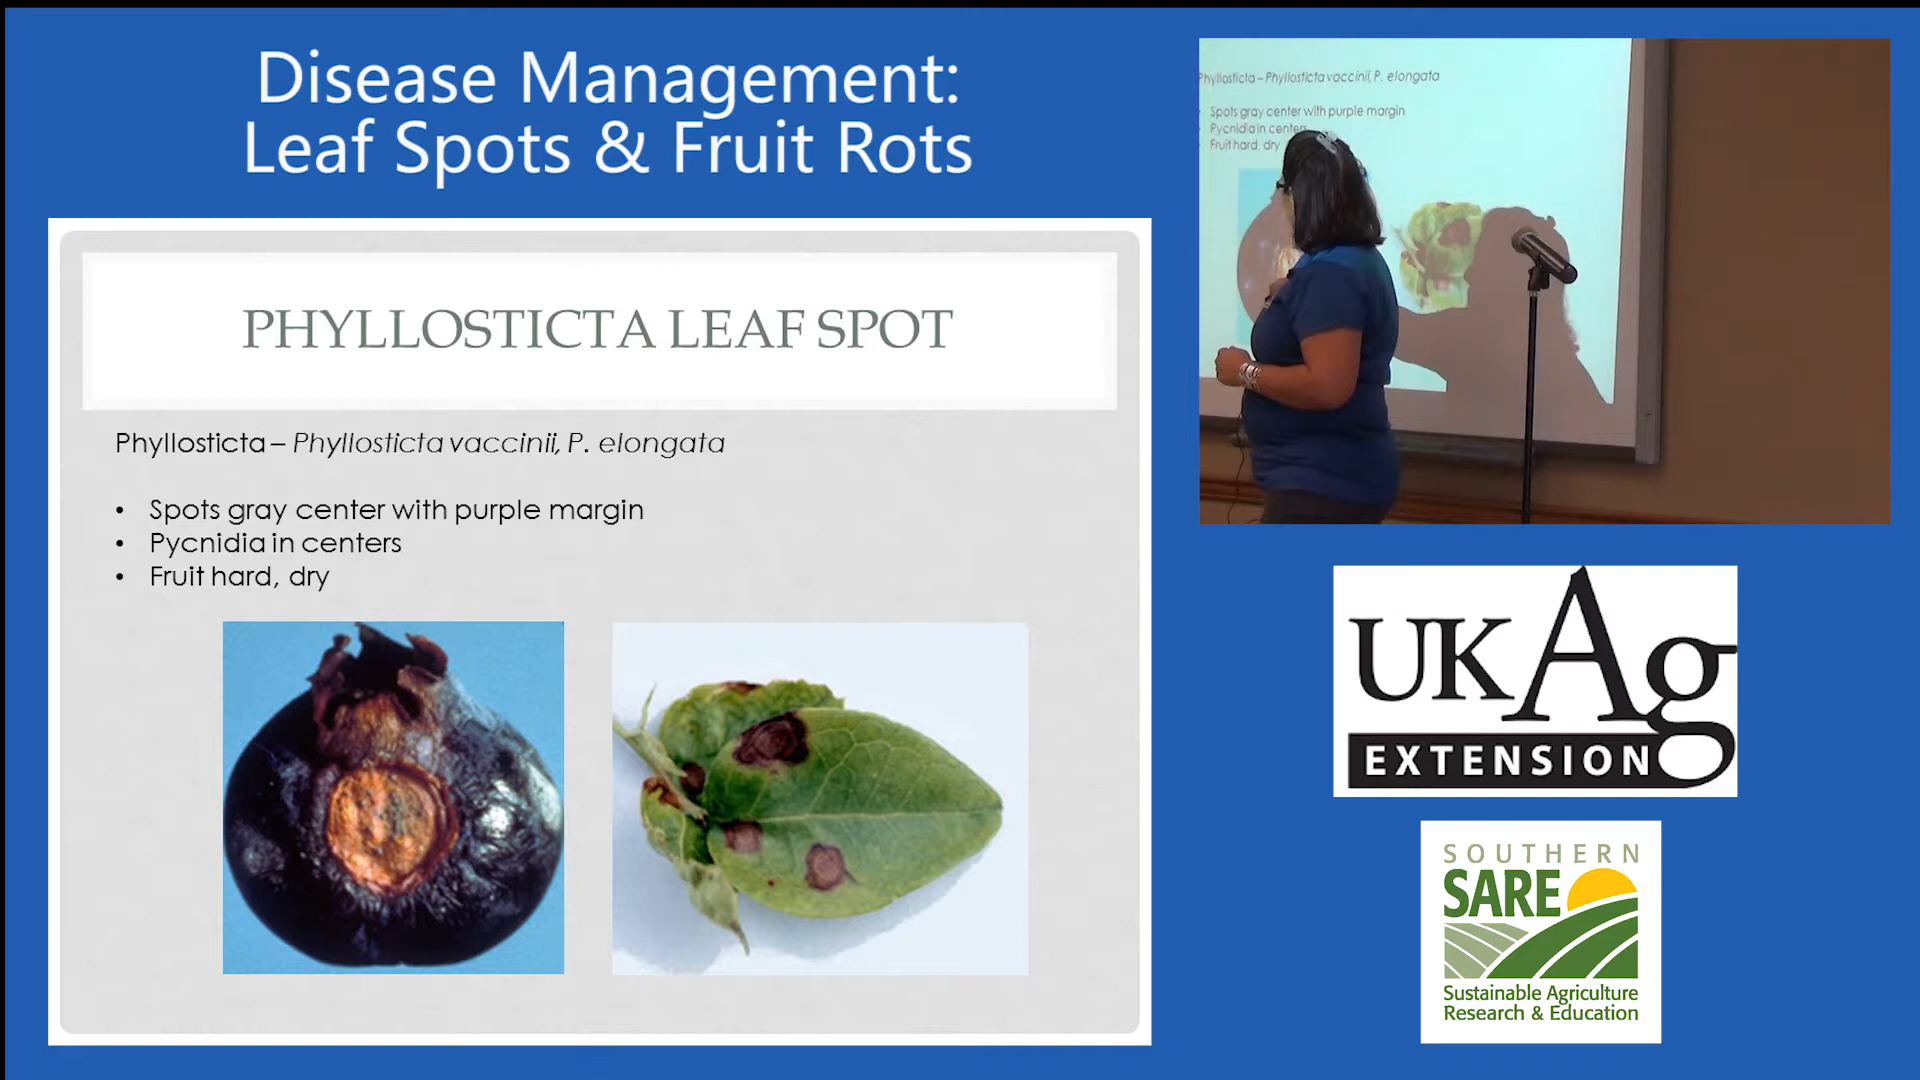 Disease Management:
Leaf Spots & Fruit Rots
PHYLLOSTICTA LEAF SPOT
Phyllosticta – Phyllosticta vaccinii, P. elongata
• Spots gray center with purple margin
• Pycnidia in centers
• Fruit hard, dry
Phyllosticta – Phyllosticta vaccinii, P. elongata
Spots gray center with purple margin
Pycnidia in centers
Fruit hard, dry
UKAg
EXTENSION
SOUTHERN
SARE
Sustainable Agriculture
Research & Education